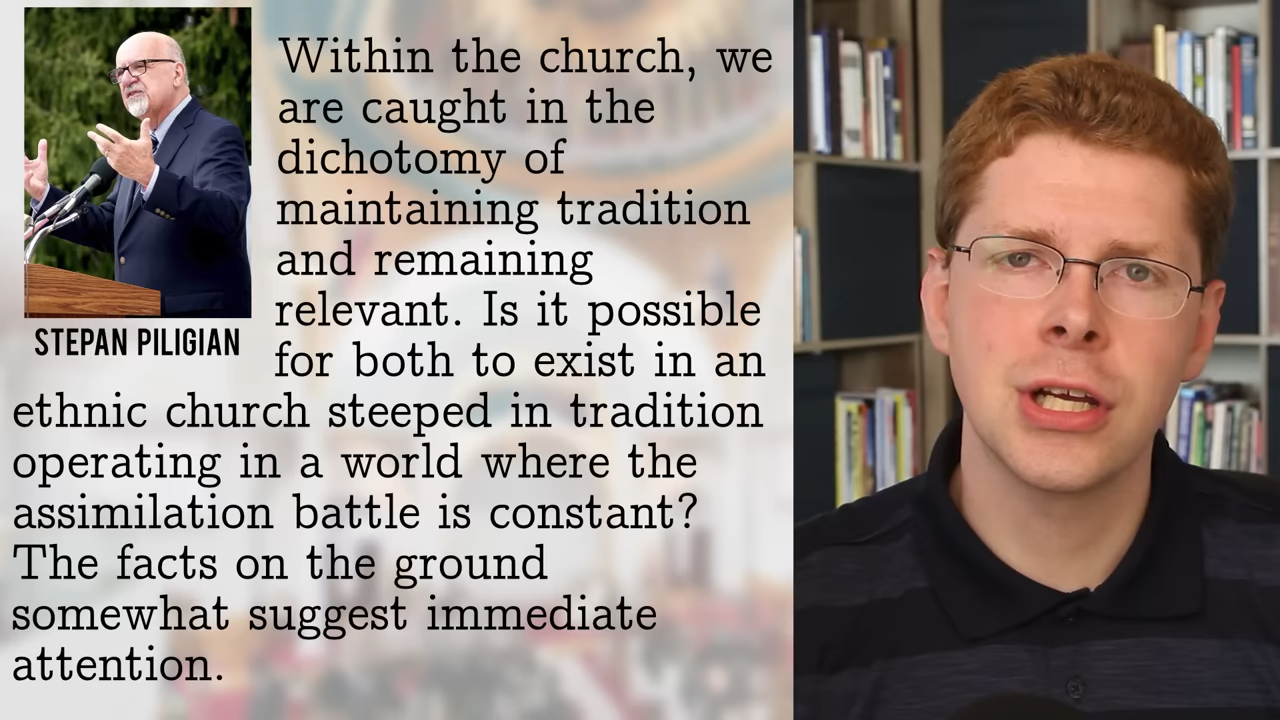 Within the church, we
are caught in the
dichotomy of
maintaining tradition
and remaining
relevant. Is it possible
for both to exist in an
ethnic church steeped in tradition
operating in a world where the
assimilation battle is constant?
The facts on the ground
somewhat suggest immediate
attention.
STEPAN PILIGIAN